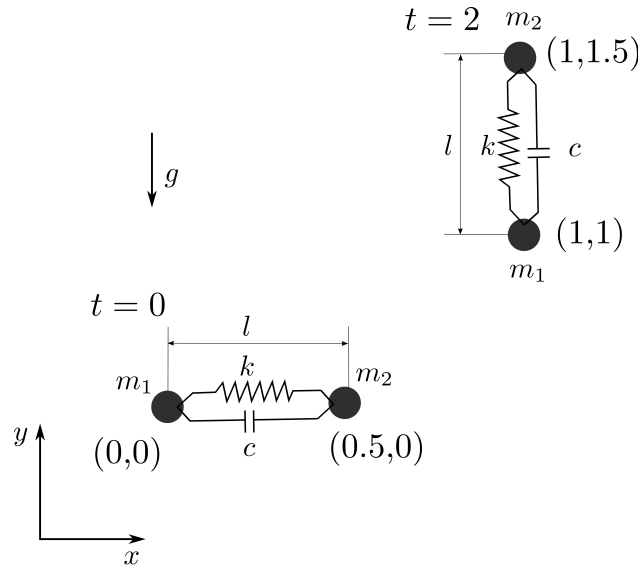 t = 2
m₂
(1,1.5)
l
k
c
g
(1,1)
m₁
t = 0
l
k
m₁
m₂
y
(0,0)
c
(0.5,0)
x